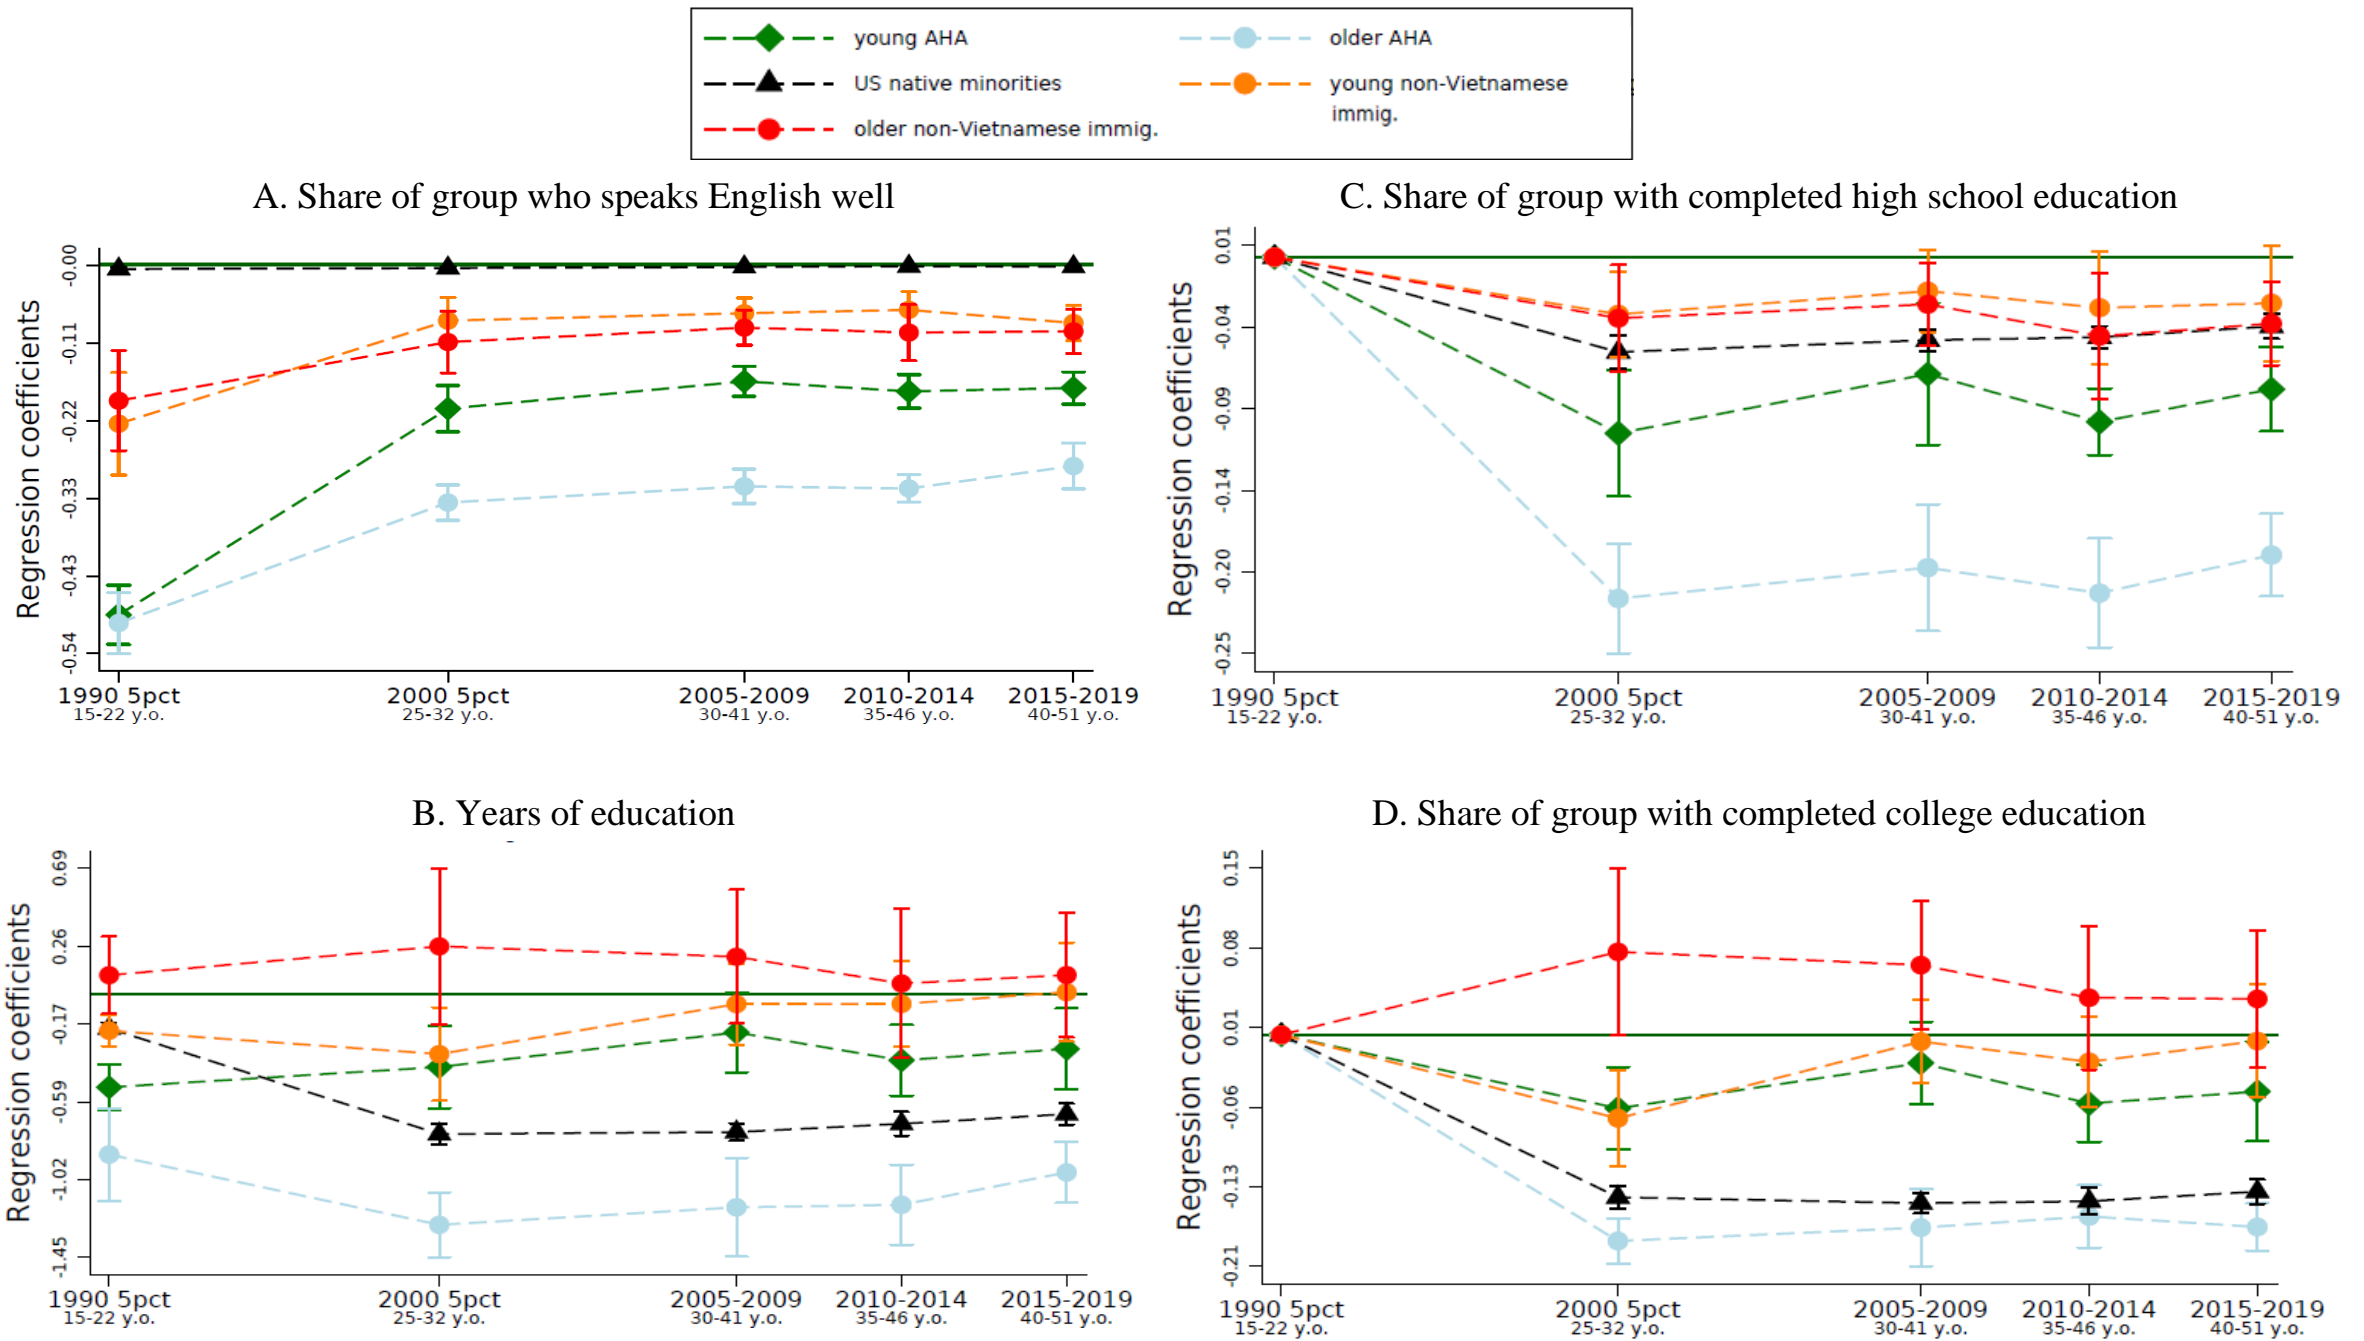 young AHA
older AHA
US native minorities
young non-Vietnamese
immig.
older non-Vietnamese immig.
A. Share of group who speaks English well
Regression coefficients
-0.00
-0.11
-0.22
-0.33
-0.43
-0.54
1990 5pct
15-22 y.o.
2000 5pct
25-32 y.o.
2005-2009
30-41 y.o.
2010-2014
35-46 y.o.
2015-2019
40-51 y.o.
C. Share of group with completed high school education
Regression coefficients
0.01
-0.04
-0.09
-0.14
-0.20
-0.25
1990 5pct
15-22 y.o.
2000 5pct
25-32 y.o.
2005-2009
30-41 y.o.
2010-2014
35-46 y.o.
2015-2019
40-51 y.o.
B. Years of education
Regression coefficients
0.69
0.26
-0.17
-0.59
-1.02
-1.45
1990 5pct
15-22 y.o.
2000 5pct
25-32 y.o.
2005-2009
30-41 y.o.
2010-2014
35-46 y.o.
2015-2019
40-51 y.o.
D. Share of group with completed college education
Regression coefficients
0.15
0.08
0.01
-0.06
-0.13
-0.21
1990 5pct
15-22 y.o.
2000 5pct
25-32 y.o.
2005-2009
30-41 y.o.
2010-2014
35-46 y.o.
2015-2019
40-51 y.o.